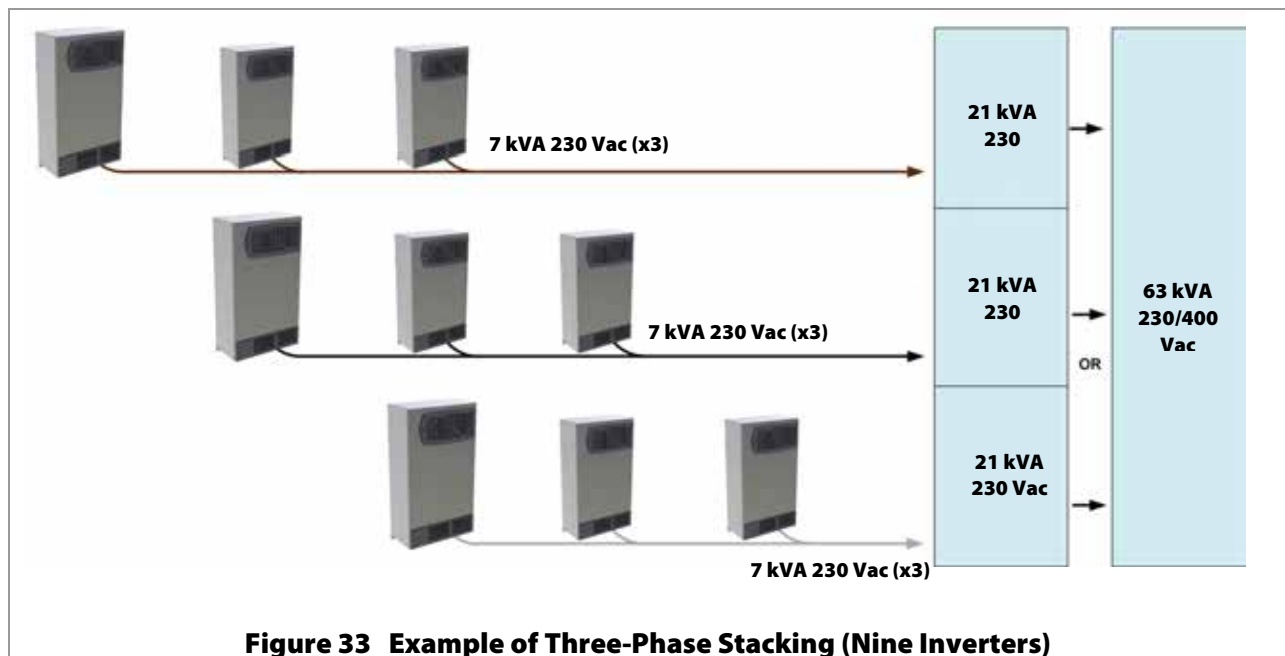 7 kVA 230 Vac (x3)
21 kVA
230
7 kVA 230 Vac (x3)
21 kVA
230
OR
63 kVA
230/400
Vac
21 kVA
230 Vac
7 kVA 230 Vac (x3)
Figure 33 Example of Three-Phase Stacking (Nine Inverters)